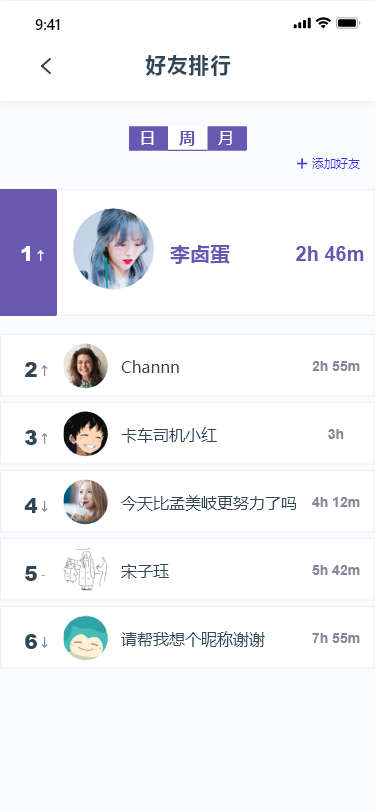 9:41
好友排行
日 周 月
+ 添加好友
1 ↑ 李卤蛋 2h 46m
2 ↑ Channn 2h 55m
3 ↑ 卡车司机小红 3h
4 ↓ 今天比孟美岐更努力了吗 4h 12m
5 - 宋子珏 5h 42m
6 ↓ 请帮我想个昵称谢谢 7h 55m